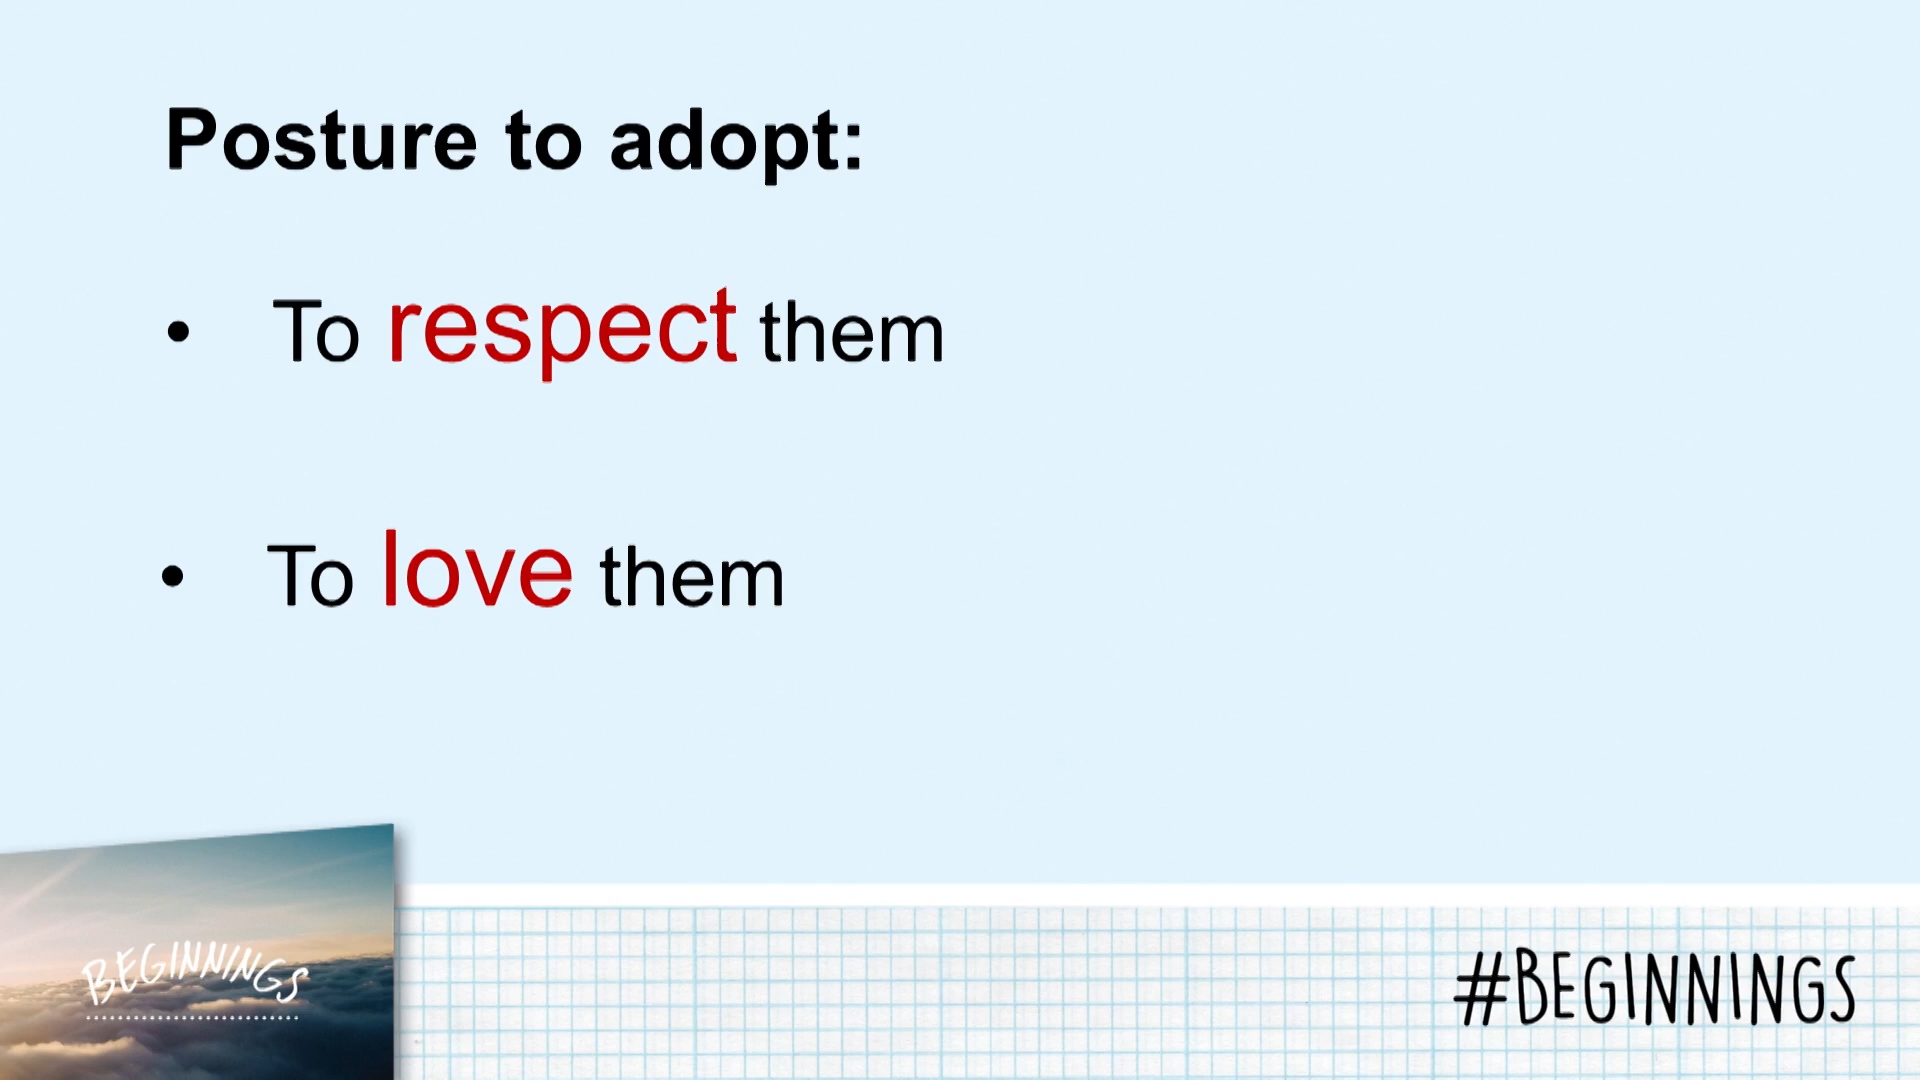 Posture to adopt:
• To respect them
• To love them
BEGINNINGS
#BEGINNINGS